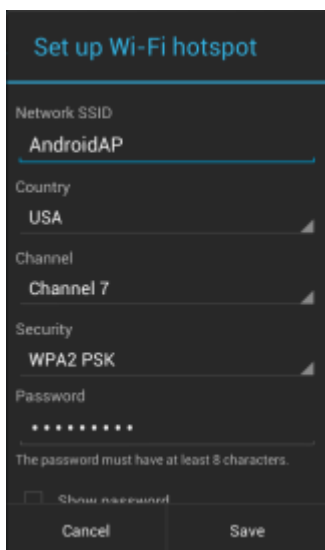 Set up Wi-Fi hotspot
Network SSID
AndroidAP
Country
USA
Channel
Channel 7
Security
WPA2 PSK
Password
•••••••••
The password must have at least 8 characters.
Show password
Cancel Save